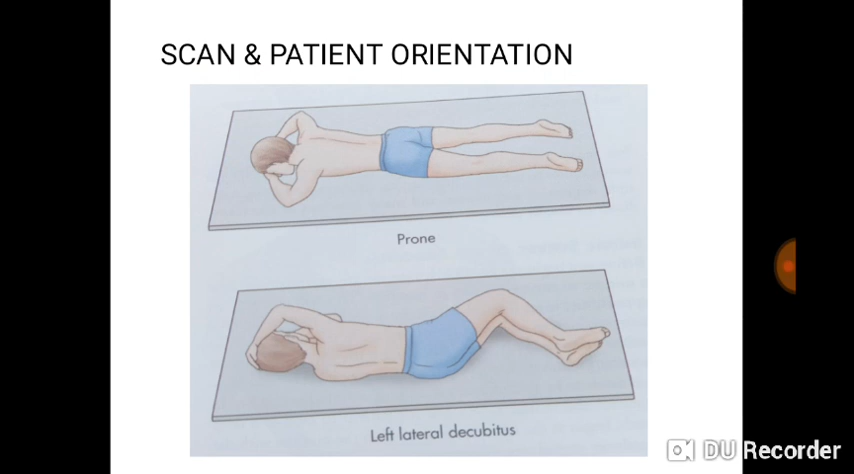 SCAN & PATIENT ORIENTATION
Prone
Left lateral decubitus
DU Recorder